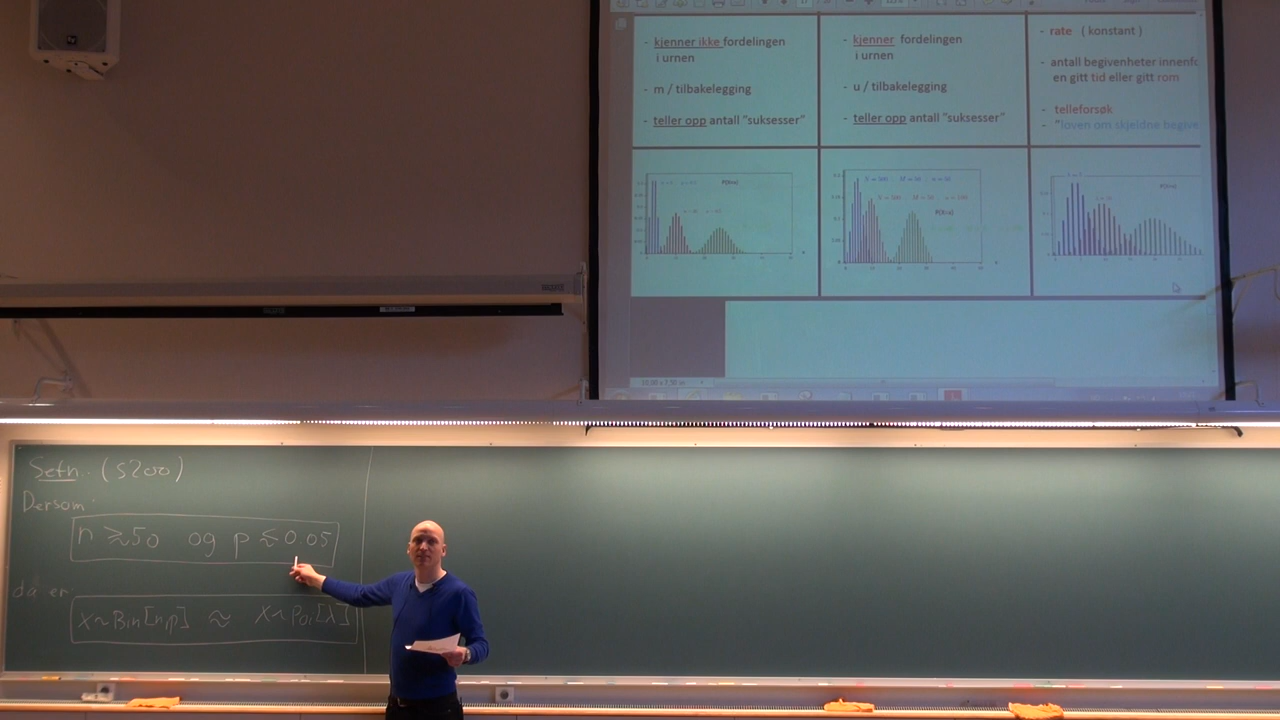 - kjenner ikke fordelingen
i urnen
- m / tilbakelegging
- teller opp antall "suksesser"
- kjenner fordelingen
i urnen
- u / tilbakelegging
- teller opp antall "suksesser"
- rate ( konstant )
- antall begivenheter innenfo
en gitt tid eller gitt rom
- telleforsøk
- "loven om skjeldne begive
P(X=x)
P(X=x)
P(X=x)
Setn. (s200)
Dersom:
n ≥ 50 og p ≤ 0.05
då er:
X~Bin[n,p] ≈ X~Poi[λ]